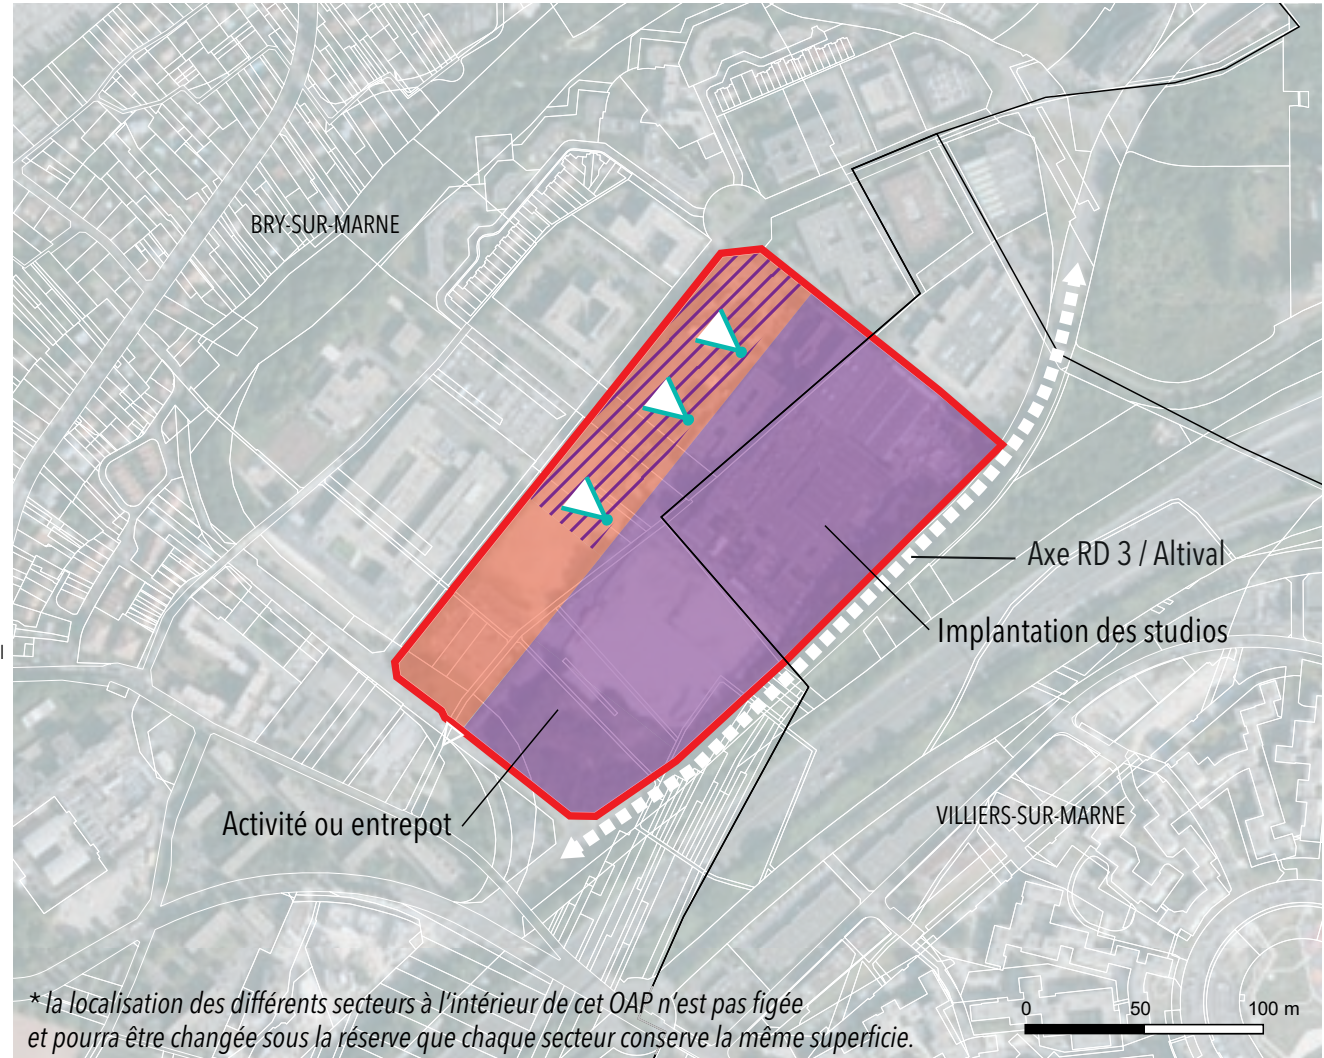 BRY-SUR-MARNE
Axe RD 3 / Altival
Implantation des studios
Activité ou entrepot
VILLIERS-SUR-MARNE
* la localisation des différents secteurs à l'intérieur de cet OAP n'est pas figée
et pourra être changée sous la réserve que chaque secteur conserve la même superficie.
0 50 100 m